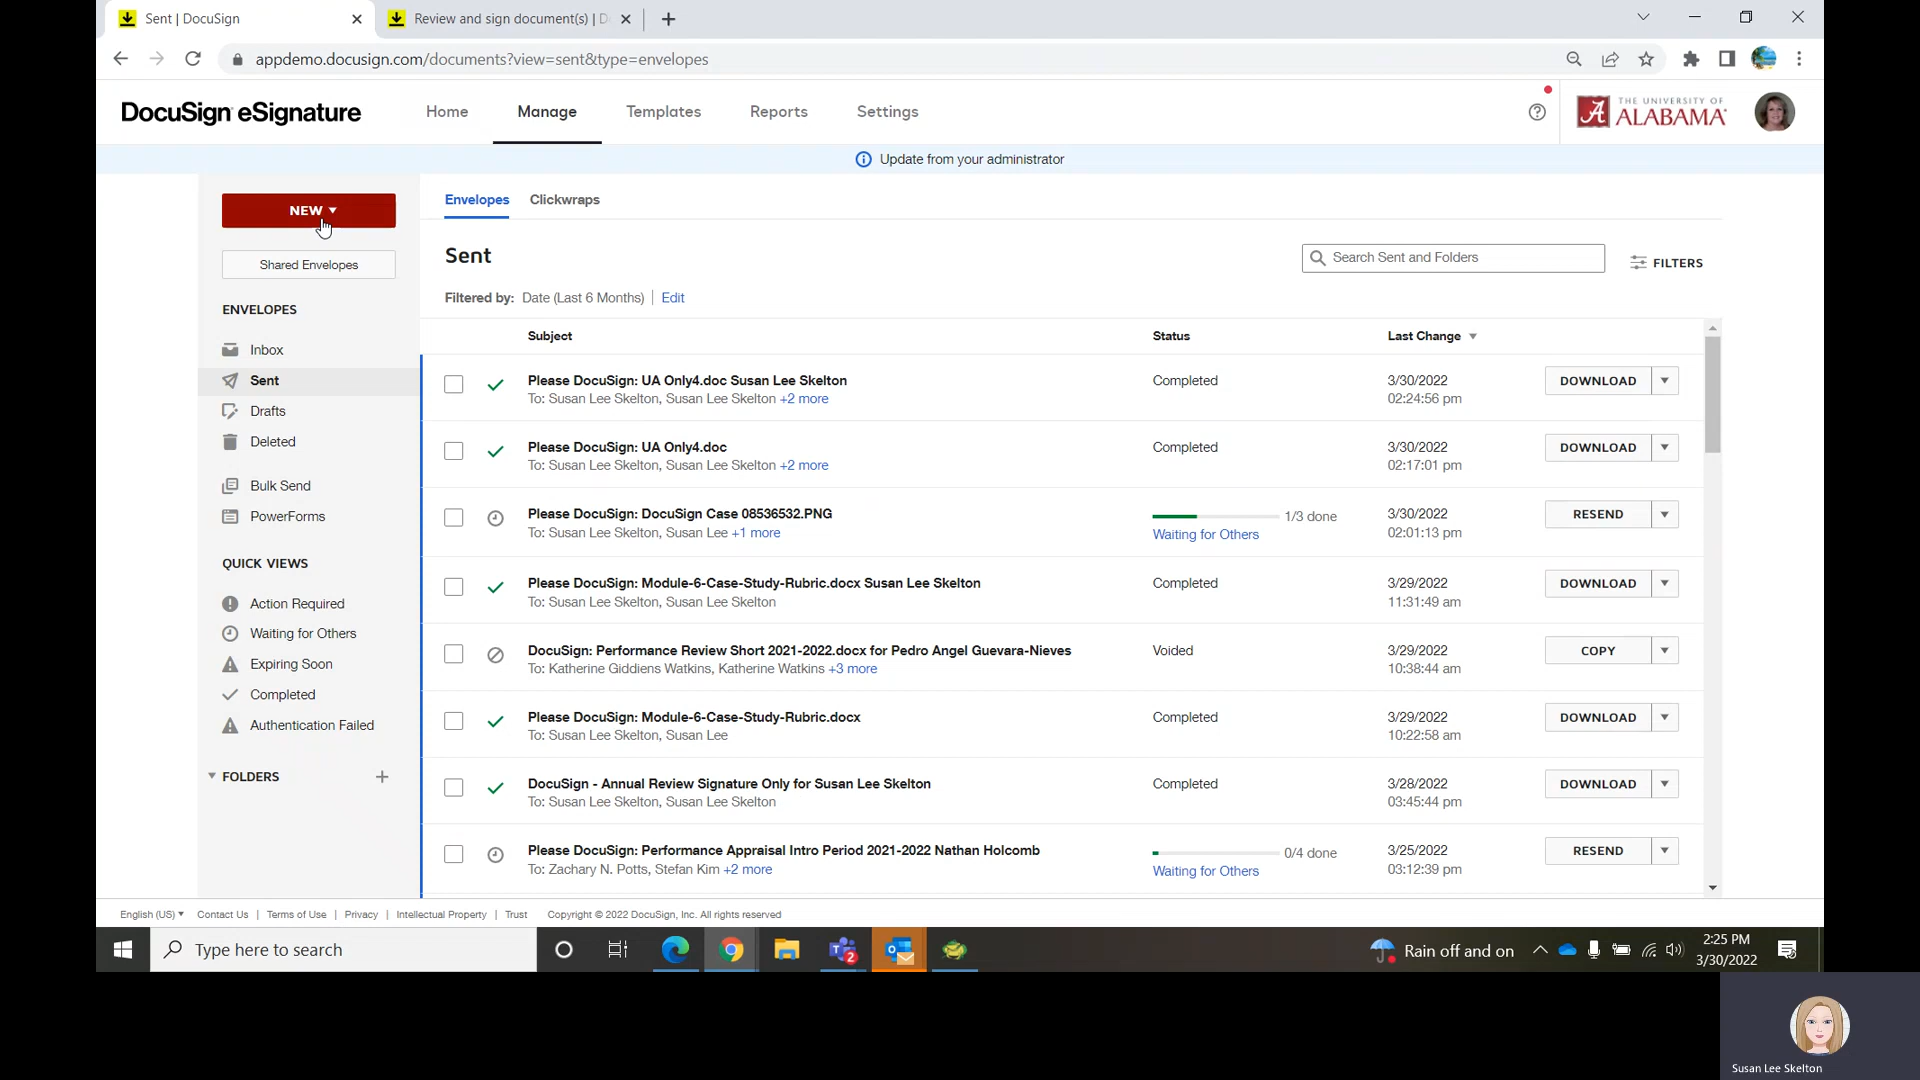 Sent | DocuSign
Review and sign document(s) | D
appdemo.docusign.com/documents?view=sent&type=envelopes
DocuSign eSignature
Home
Manage
Templates
Reports
Settings
THE UNIVERSITY OF
ALABAMA
Update from your administrator
NEW
Shared Envelopes
ENVELOPES
Inbox
Sent
Drafts
Deleted
Bulk Send
PowerForms
QUICK VIEWS
Action Required
Waiting for Others
Expiring Soon
Completed
Authentication Failed
FOLDERS
Envelopes
Clickwraps
Sent
Search Sent and Folders
FILTERS
Filtered by: Date (Last 6 Months) | Edit
Subject
Status
Last Change
Please DocuSign: UA Only4.doc Susan Lee Skelton
To: Susan Lee Skelton, Susan Lee Skelton +2 more
Completed
3/30/2022
02:24:56 pm
DOWNLOAD
Please DocuSign: UA Only4.doc
To: Susan Lee Skelton, Susan Lee Skelton +2 more
Completed
3/30/2022
02:17:01 pm
DOWNLOAD
Please DocuSign: DocuSign Case 08536532.PNG
To: Susan Lee Skelton, Susan Lee +1 more
1/3 done
Waiting for Others
3/30/2022
02:01:13 pm
RESEND
Please DocuSign: Module-6-Case-Study-Rubric.docx Susan Lee Skelton
To: Susan Lee Skelton, Susan Lee Skelton
Completed
3/29/2022
11:31:49 am
DOWNLOAD
DocuSign: Performance Review Short 2021-2022.docx for Pedro Angel Guevara-Nieves
To: Katherine Giddiens Watkins, Katherine Watkins +3 more
Voided
3/29/2022
10:38:44 am
COPY
Please DocuSign: Module-6-Case-Study-Rubric.docx
To: Susan Lee Skelton, Susan Lee
Completed
3/29/2022
10:22:58 am
DOWNLOAD
DocuSign - Annual Review Signature Only for Susan Lee Skelton
To: Susan Lee Skelton, Susan Lee Skelton
Completed
3/28/2022
03:45:44 pm
DOWNLOAD
Please DocuSign: Performance Appraisal Intro Period 2021-2022 Nathan Holcomb
To: Zachary N. Potts, Stefan Kim +2 more
0/4 done
Waiting for Others
3/25/2022
03:12:39 pm
RESEND
English (US) Contact Us | Terms of Use | Privacy | Intellectual Property | Trust Copyright © 2022 DocuSign, Inc. All rights reserved
Type here to search
2
Rain off and on
2:25 PM
3/30/2022
Susan Lee Skelton